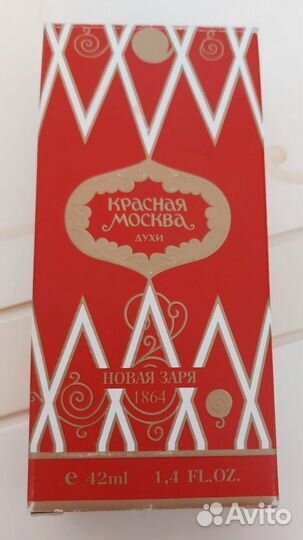 КРАСНАЯ
МОСКВА
ДУХИ
НОВАЯ ЗАРЯ
1864
e 42ml 1,4 FL.OZ.
Avito